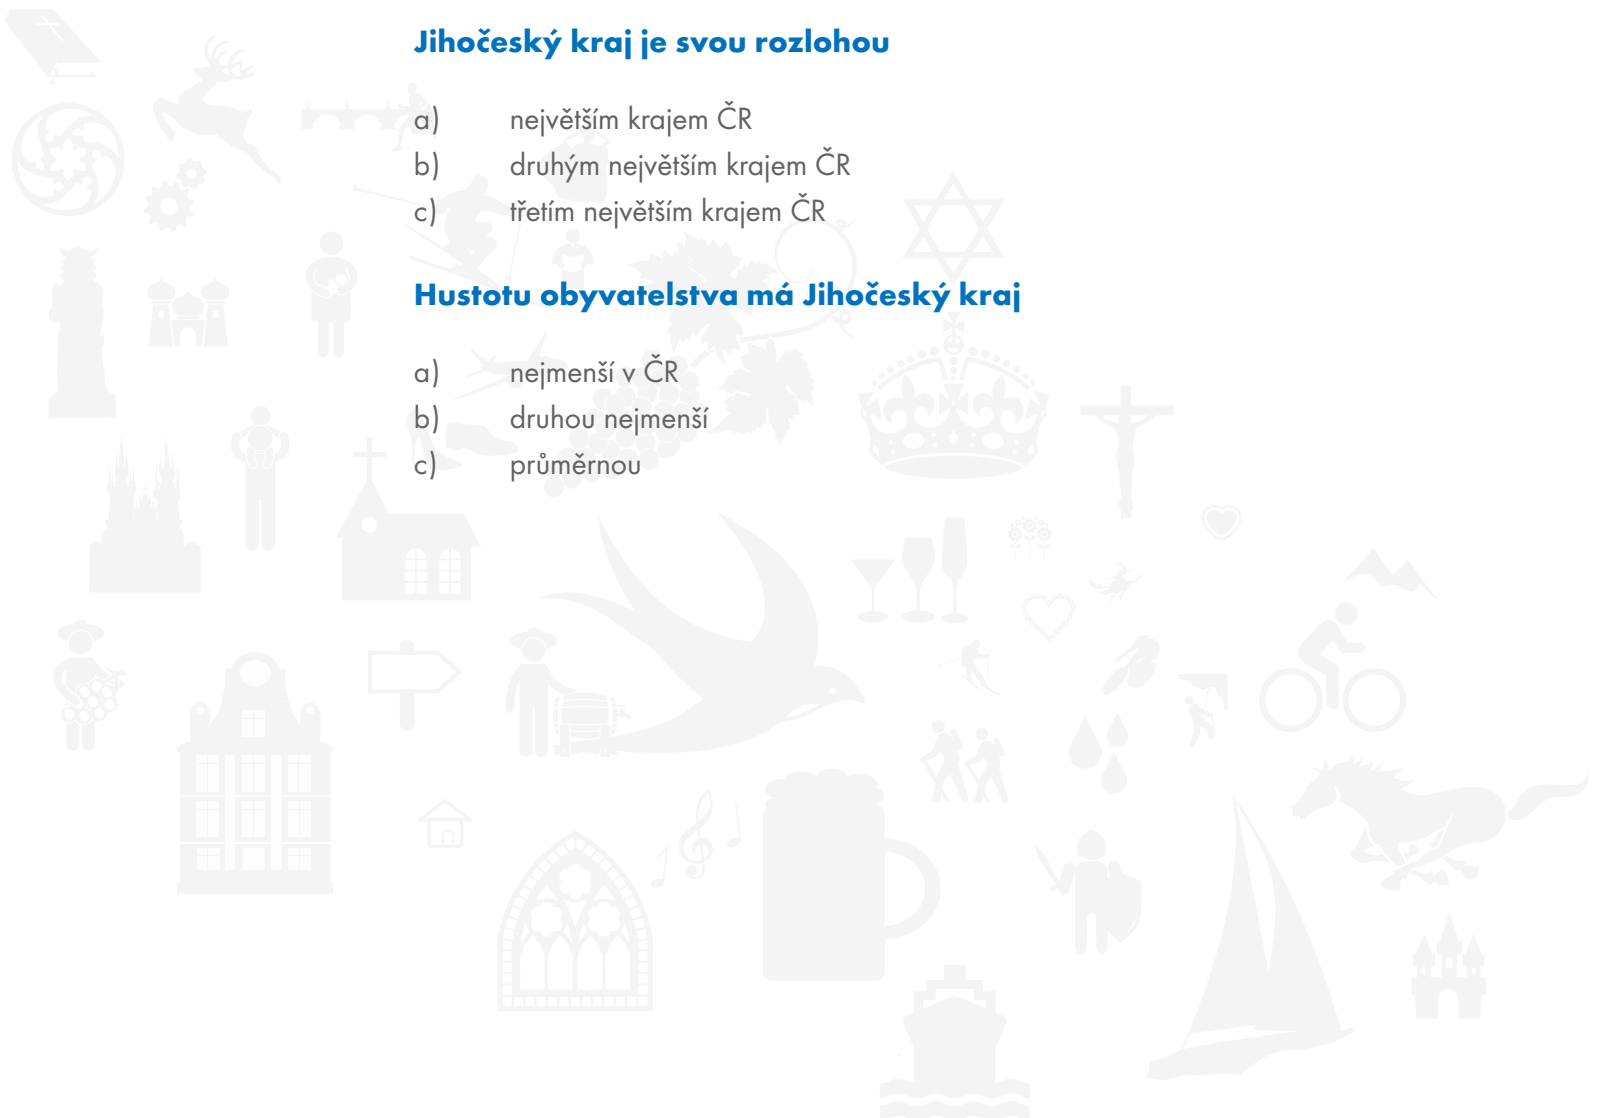 Jihočeský kraj je svou rozlohou
a) největším krajem ČR
b) druhým největším krajem ČR
c) třetím největším krajem ČR
Hustotu obyvatelstva má Jihočeský kraj
a) nejmenší v ČR
b) druhou nejmenší
c) průměrnou